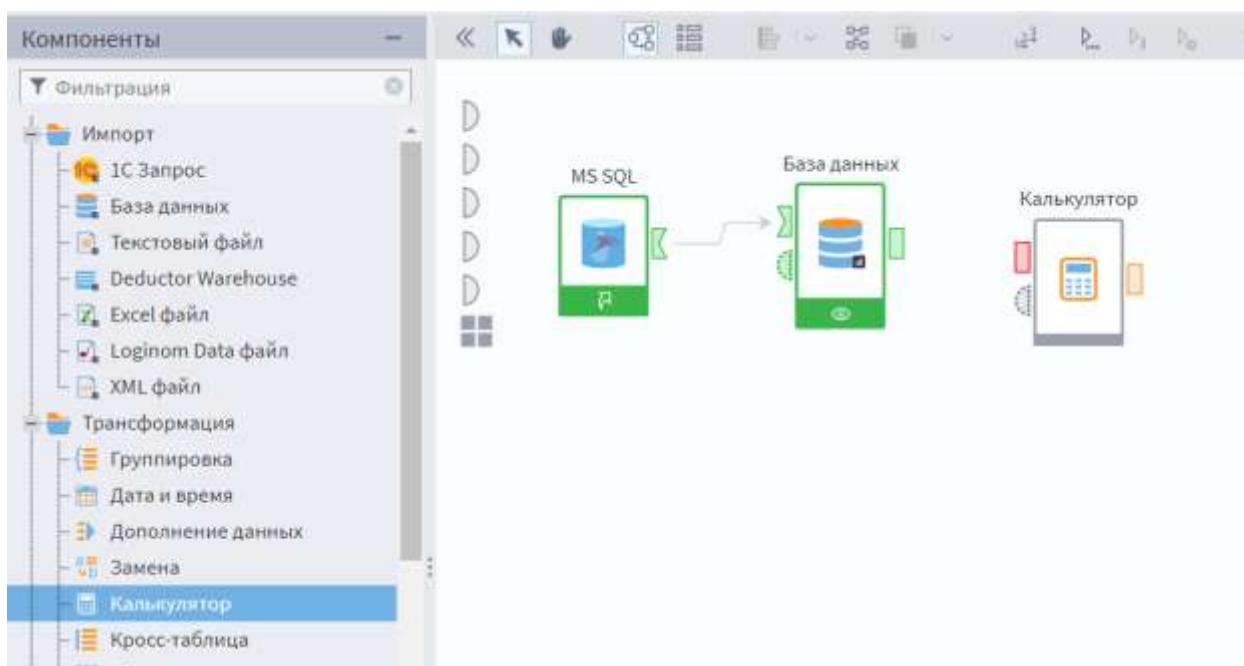 Компоненты
Фильтрация
Импорт
1С Запрос
База данных
Текстовый файл
Deductor Warehouse
Excel файл
Loginom Data файл
XML файл
Трансформация
Группировка
Дата и время
Дополнение данных
Замена
Калькулятор
Кросс-таблица
MS SQL
База данных
Калькулятор